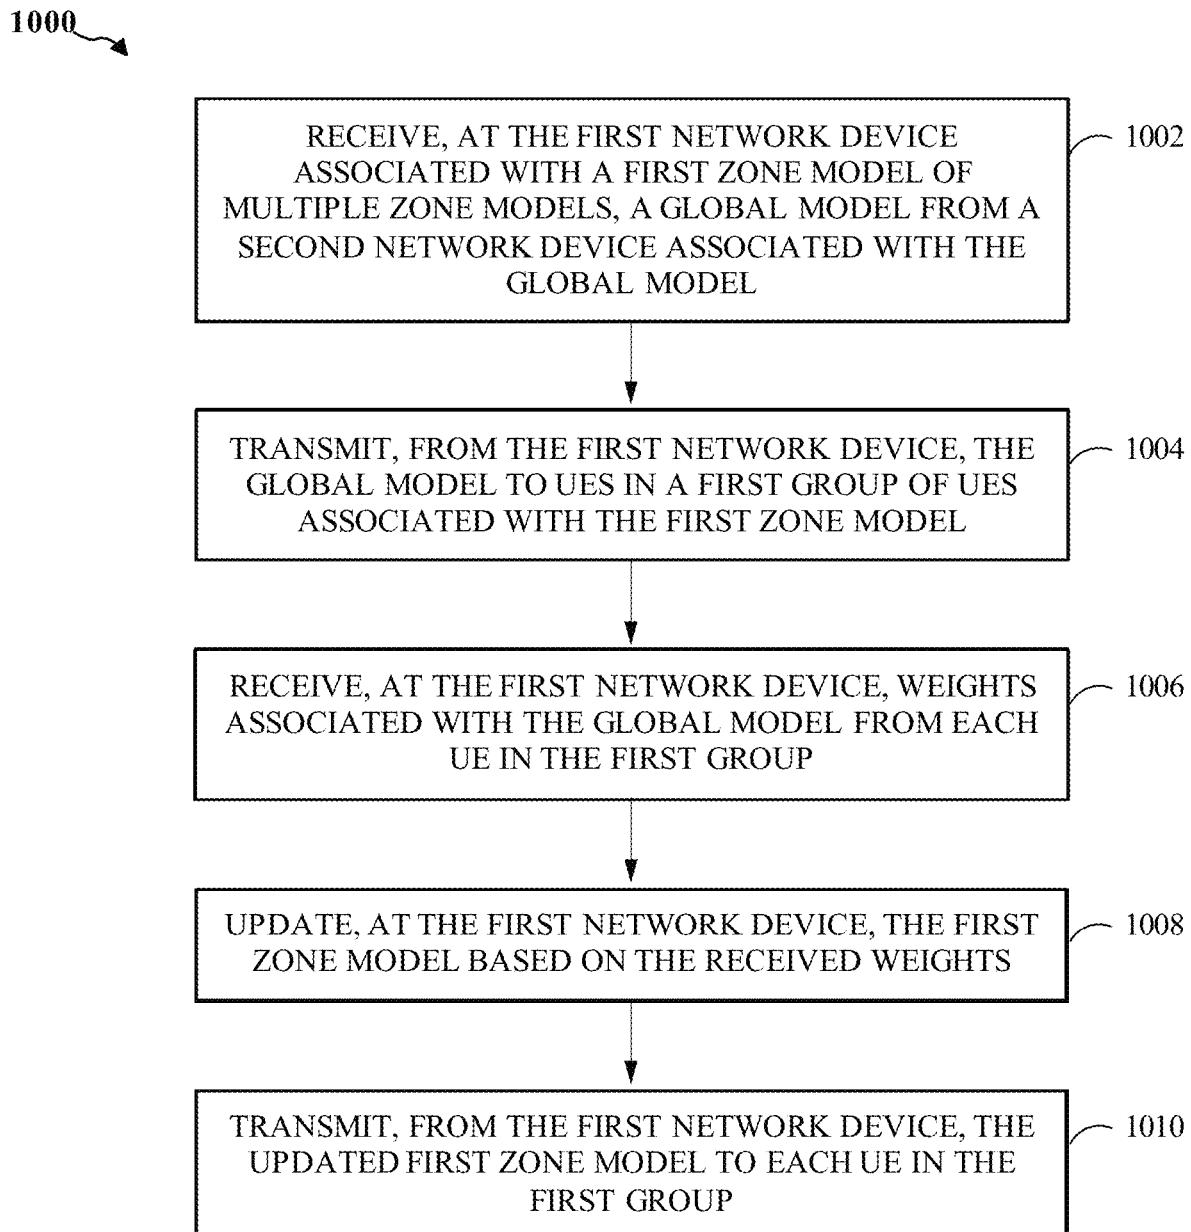 1000
RECEIVE, AT THE FIRST NETWORK DEVICE
ASSOCIATED WITH A FIRST ZONE MODEL OF
MULTIPLE ZONE MODELS, A GLOBAL MODEL FROM A
SECOND NETWORK DEVICE ASSOCIATED WITH THE
GLOBAL MODEL
1002
TRANSMIT, FROM THE FIRST NETWORK DEVICE, THE
GLOBAL MODEL TO UES IN A FIRST GROUP OF UES
ASSOCIATED WITH THE FIRST ZONE MODEL
1004
RECEIVE, AT THE FIRST NETWORK DEVICE, WEIGHTS
ASSOCIATED WITH THE GLOBAL MODEL FROM EACH
UE IN THE FIRST GROUP
1006
UPDATE, AT THE FIRST NETWORK DEVICE, THE FIRST
ZONE MODEL BASED ON THE RECEIVED WEIGHTS
1008
TRANSMIT, FROM THE FIRST NETWORK DEVICE, THE
UPDATED FIRST ZONE MODEL TO EACH UE IN THE
FIRST GROUP
1010